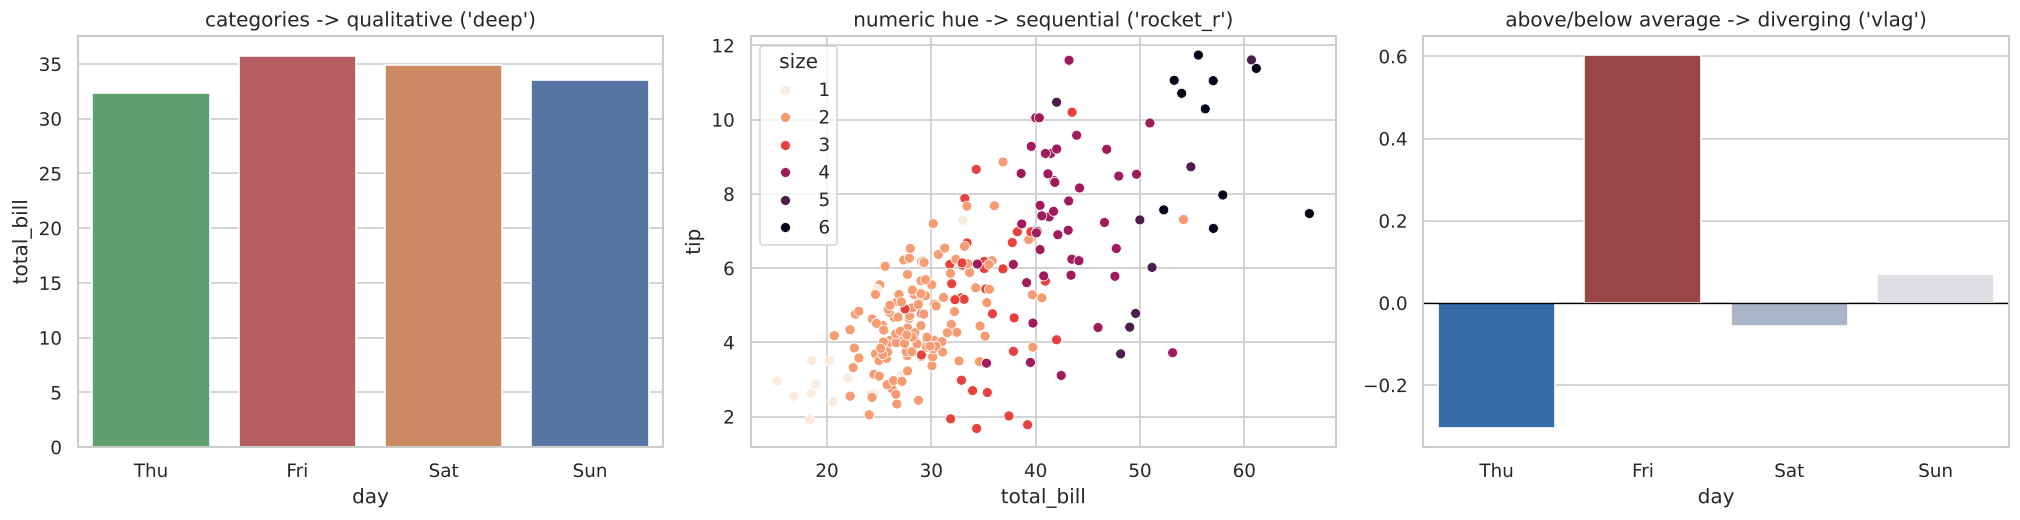 categories -> qualitative ('deep')
total_bill
35
30
25
20
15
10
5
0
Thu Fri Sat Sun
day
numeric hue -> sequential ('rocket_r')
tip
12
10
8
6
4
2
size
1
2
3
4
5
6
20 30 40 50 60
total_bill
above/below average -> diverging ('vlag')
0.6
0.4
0.2
0.0
−0.2
Thu Fri Sat Sun
day